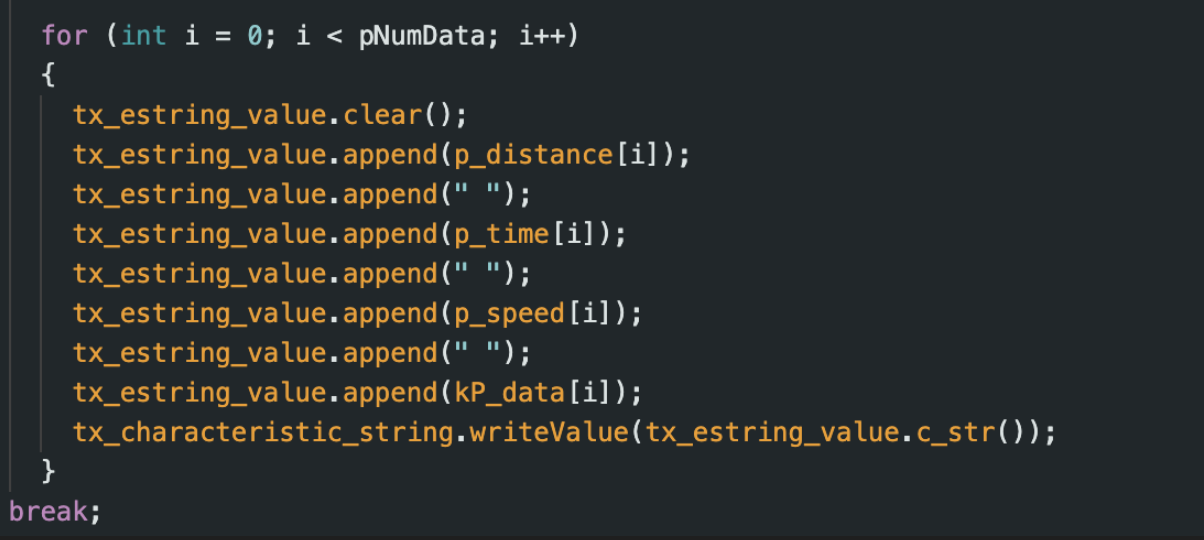 for (int i = 0; i < pNumData; i++)
{
tx_estring_value.clear();
tx_estring_value.append(p_distance[i]);
tx_estring_value.append(" ");
tx_estring_value.append(p_time[i]);
tx_estring_value.append(" ");
tx_estring_value.append(p_speed[i]);
tx_estring_value.append(" ");
tx_estring_value.append(kP_data[i]);
tx_characteristic_string.writeValue(tx_estring_value.c_str());
}
break;